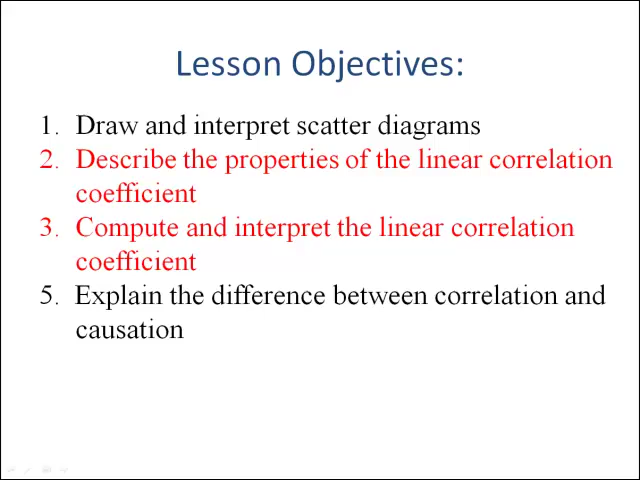 Lesson Objectives:
1. Draw and interpret scatter diagrams
2. Describe the properties of the linear correlation
coefficient
3. Compute and interpret the linear correlation
coefficient
5. Explain the difference between correlation and
causation